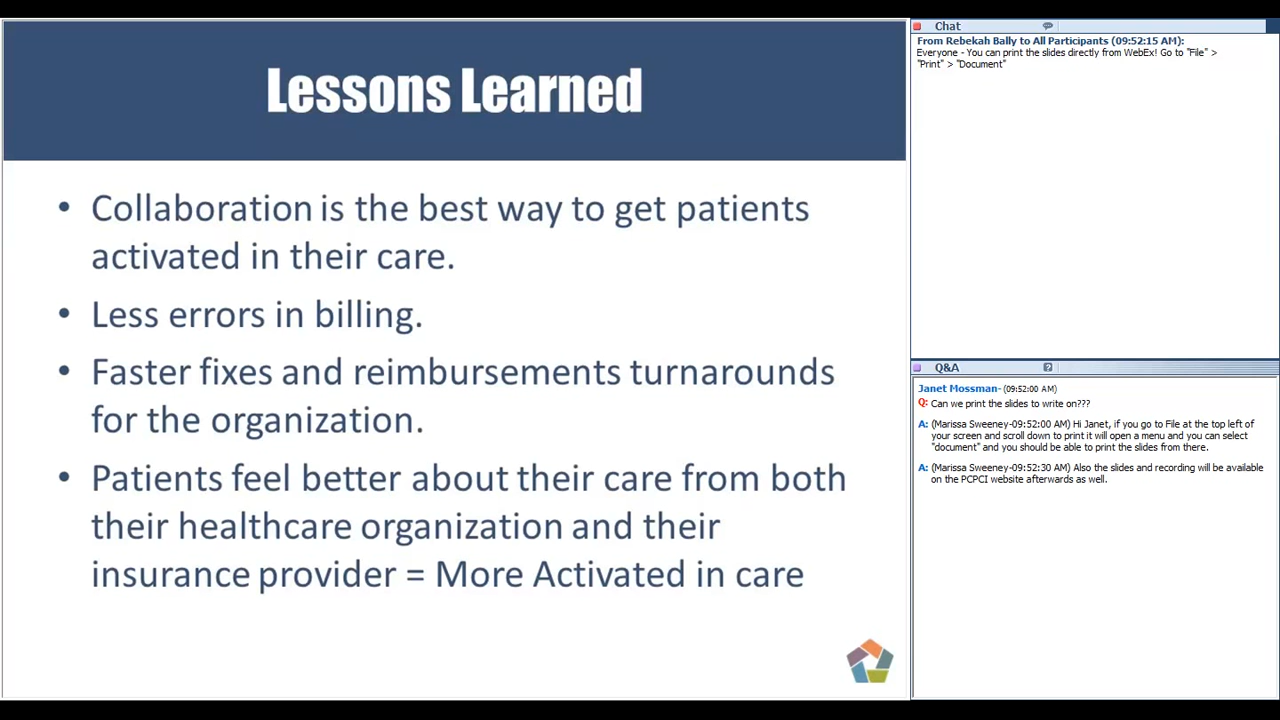 Lessons Learned
• Collaboration is the best way to get patients
activated in their care.
• Less errors in billing.
• Faster fixes and reimbursements turnarounds
for the organization.
• Patients feel better about their care from both
their healthcare organization and their
insurance provider = More Activated in care
Chat
From Rebekah Bally to All Participants (09:52:15 AM):
Everyone - You can print the slides directly from WebEx! Go to "File" >
"Print" > "Document"
Q&A
Janet Mossman- (09:52:00 AM)
Q: Can we print the slides to write on???
A: (Marissa Sweeney-09:52:00 AM) Hi Janet, if you go to File at the top left of
your screen and scroll down to print it will open a menu and you can select
"document" and you should be able to print the slides from there.
A: (Marissa Sweeney-09:52:30 AM) Also the slides and recording will be available
on the PCPCI website afterwards as well.